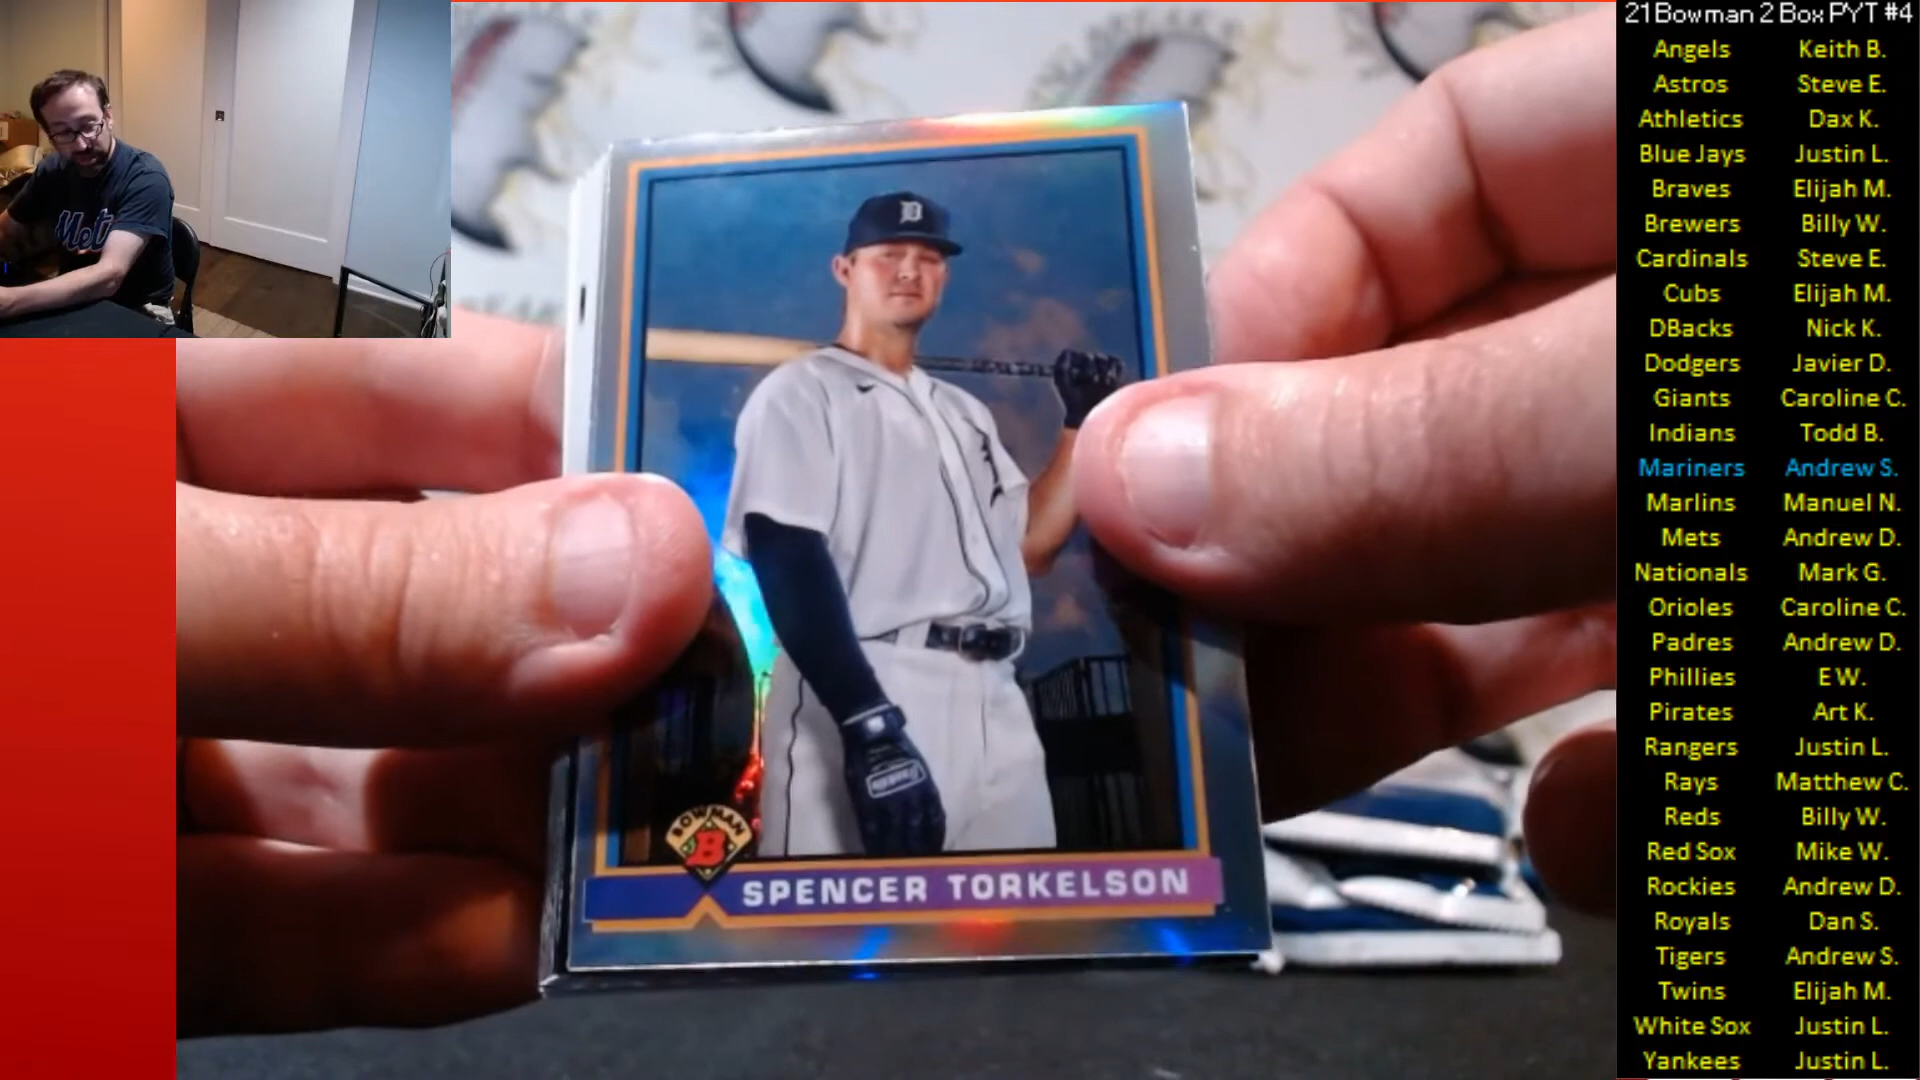 21 Bowman 2 Box PYT #4
Angels Keith B.
Astros Steve E.
Athletics Dax K.
Blue Jays Justin L.
Braves Elijah M.
Brewers Billy W.
Cardinals Steve E.
Cubs Elijah M.
DBacks Nick K.
Dodgers Javier D.
Giants Caroline C.
Indians Todd B.
Mariners Andrew S.
Marlins Manuel N.
Mets Andrew D.
Nationals Mark G.
Orioles Caroline C.
Padres Andrew D.
Phillies E W.
Pirates Art K.
Rangers Justin L.
Rays Matthew C.
Reds Billy W.
Red Sox Mike W.
Rockies Andrew D.
Royals Dan S.
Tigers Andrew S.
Twins Elijah M.
White Sox Justin L.
Yankees Justin L.
Met
D
BOWMAN
B
SPENCER TORKELSON